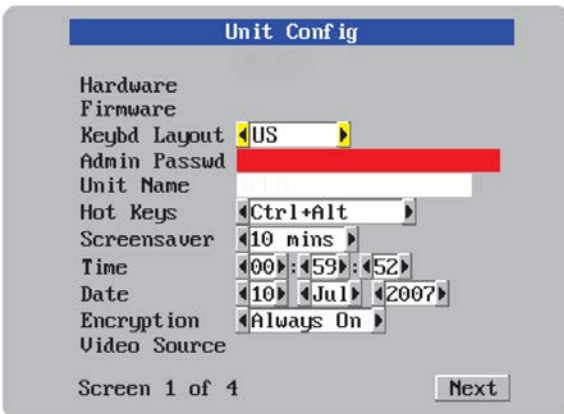 Unit Config
Hardware
Firmware
Keybd Layout US
Admin Passwd
Unit Name
Hot Keys Ctrl+Alt
Screensaver 10 mins
Time 00 : 59 : 52
Date 10 Jul 2007
Encryption Always On
Video Source
Screen 1 of 4 Next